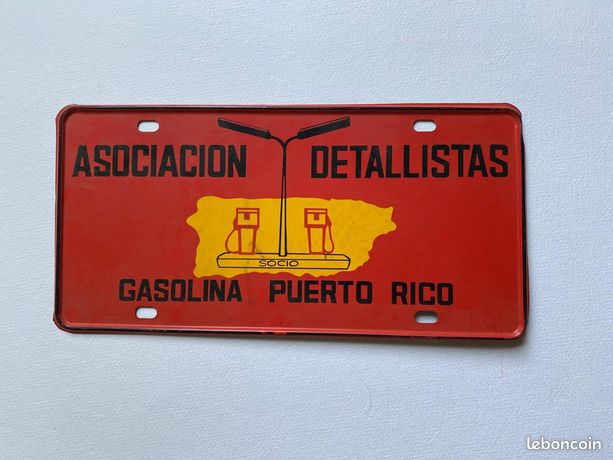 ASOCIACION DETALLISTAS
SOCIO
GASOLINA PUERTO RICO
leboncoin